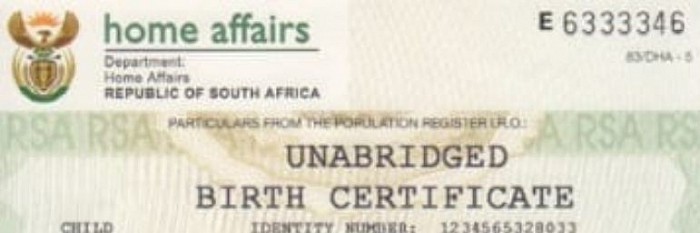 home affairs
E 6333346
Department:
Home Affairs
REPUBLIC OF SOUTH AFRICA
83/DHA - 5
PARTICULARS FROM THE POPULATION REGISTER I.R.O.:
RSA RSA RSA RS
UNABRIDGED
BIRTH CERTIFICATE
CHILD IDENTITY NUMBER: 1234565328033